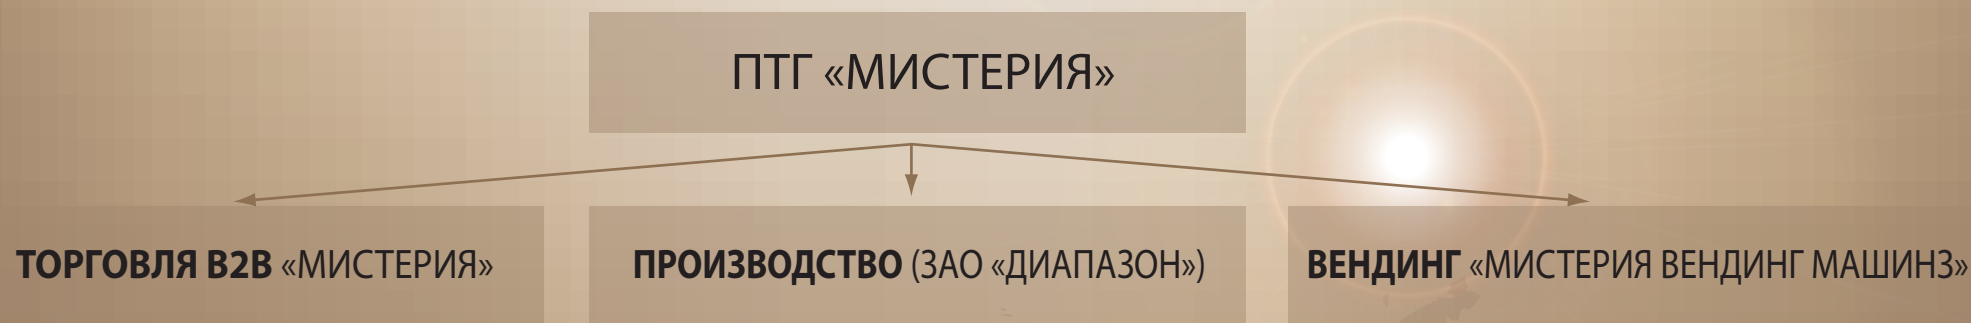 ПТГ «МИСТЕРИЯ»
ТОРГОВЛЯ B2B «МИСТЕРИЯ»
ПРОИЗВОДСТВО (ЗАО «ДИАПАЗОН»)
ВЕНДИНГ «МИСТЕРИЯ ВЕНДИНГ МАШИНЗ»